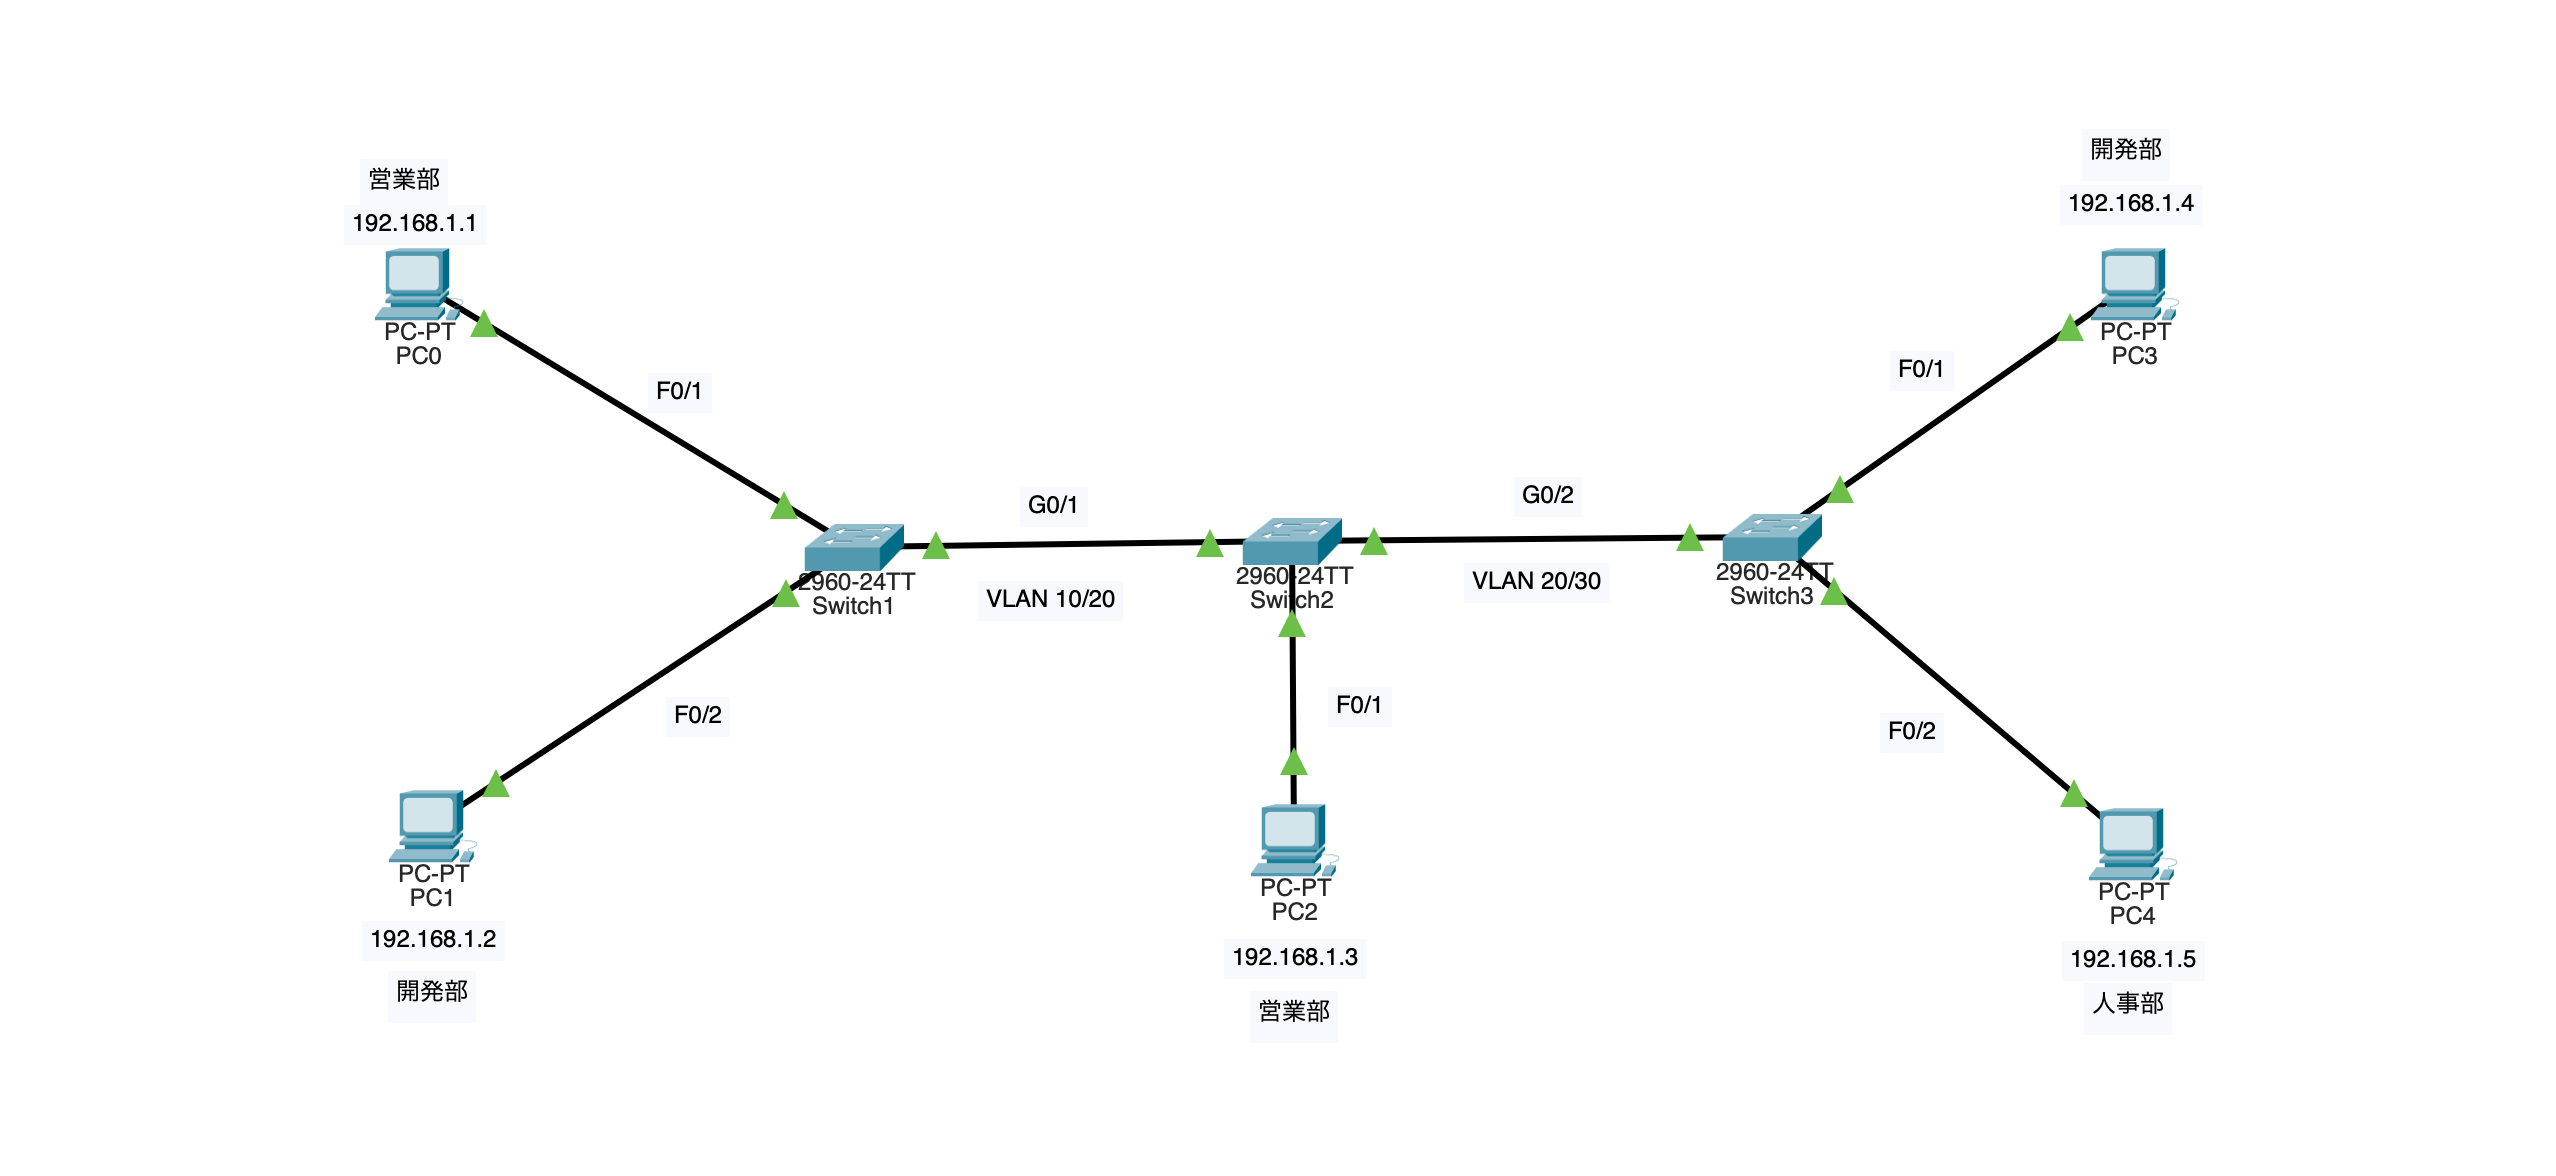 営業部
192.168.1.1
PC-PT
PC0
開発部
192.168.1.4
PC-PT
PC3
F0/1
F0/1
G0/1
G0/2
2960-24TT
Switch1
VLAN 10/20
2960-24TT
Switch2
VLAN 20/30
2960-24TT
Switch3
F0/2
F0/1
F0/2
PC-PT
PC1
192.168.1.2
開発部
PC-PT
PC2
192.168.1.3
営業部
PC-PT
PC4
192.168.1.5
人事部